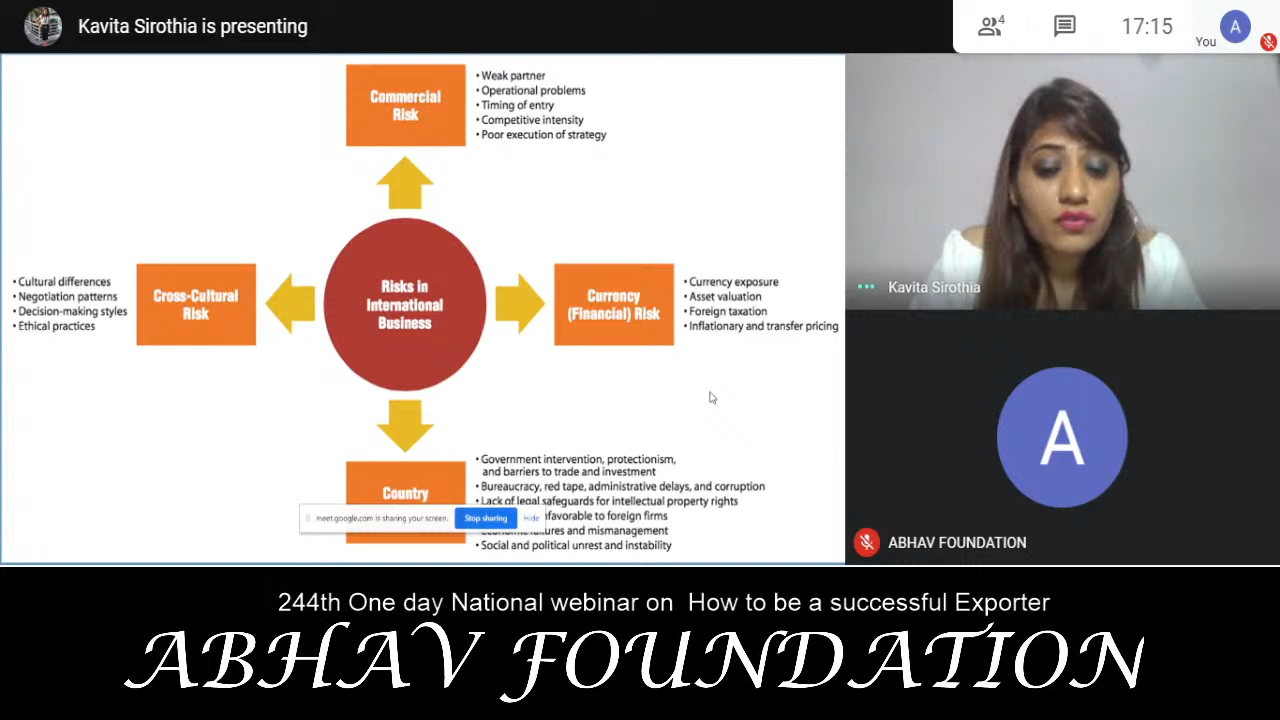 Kavita Sirothia is presenting
4
17:15
You
A
Commercial
Risk
• Weak partner
• Operational problems
• Timing of entry
• Competitive intensity
• Poor execution of strategy
• Cultural differences
• Negotiation patterns
• Decision-making styles
• Ethical practices
Cross-Cultural
Risk
Risks in
International
Business
Currency
(Financial) Risk
• Currency exposure
• Asset valuation
• Foreign taxation
• Inflationary and transfer pricing
Country
• Government intervention, protectionism,
and barriers to trade and investment
• Bureaucracy, red tape, administrative delays, and corruption
• Lack of legal safeguards for intellectual property rights
to foreign firms
and mismanagement
• Social and political unrest and instability
meet.google.com is sharing your screen.
Stop sharing
Hide
Kavita Sirothia
A
ABHAV FOUNDATION
244th One day National webinar on How to be a successful Exporter
ABHAV FOUNDATION